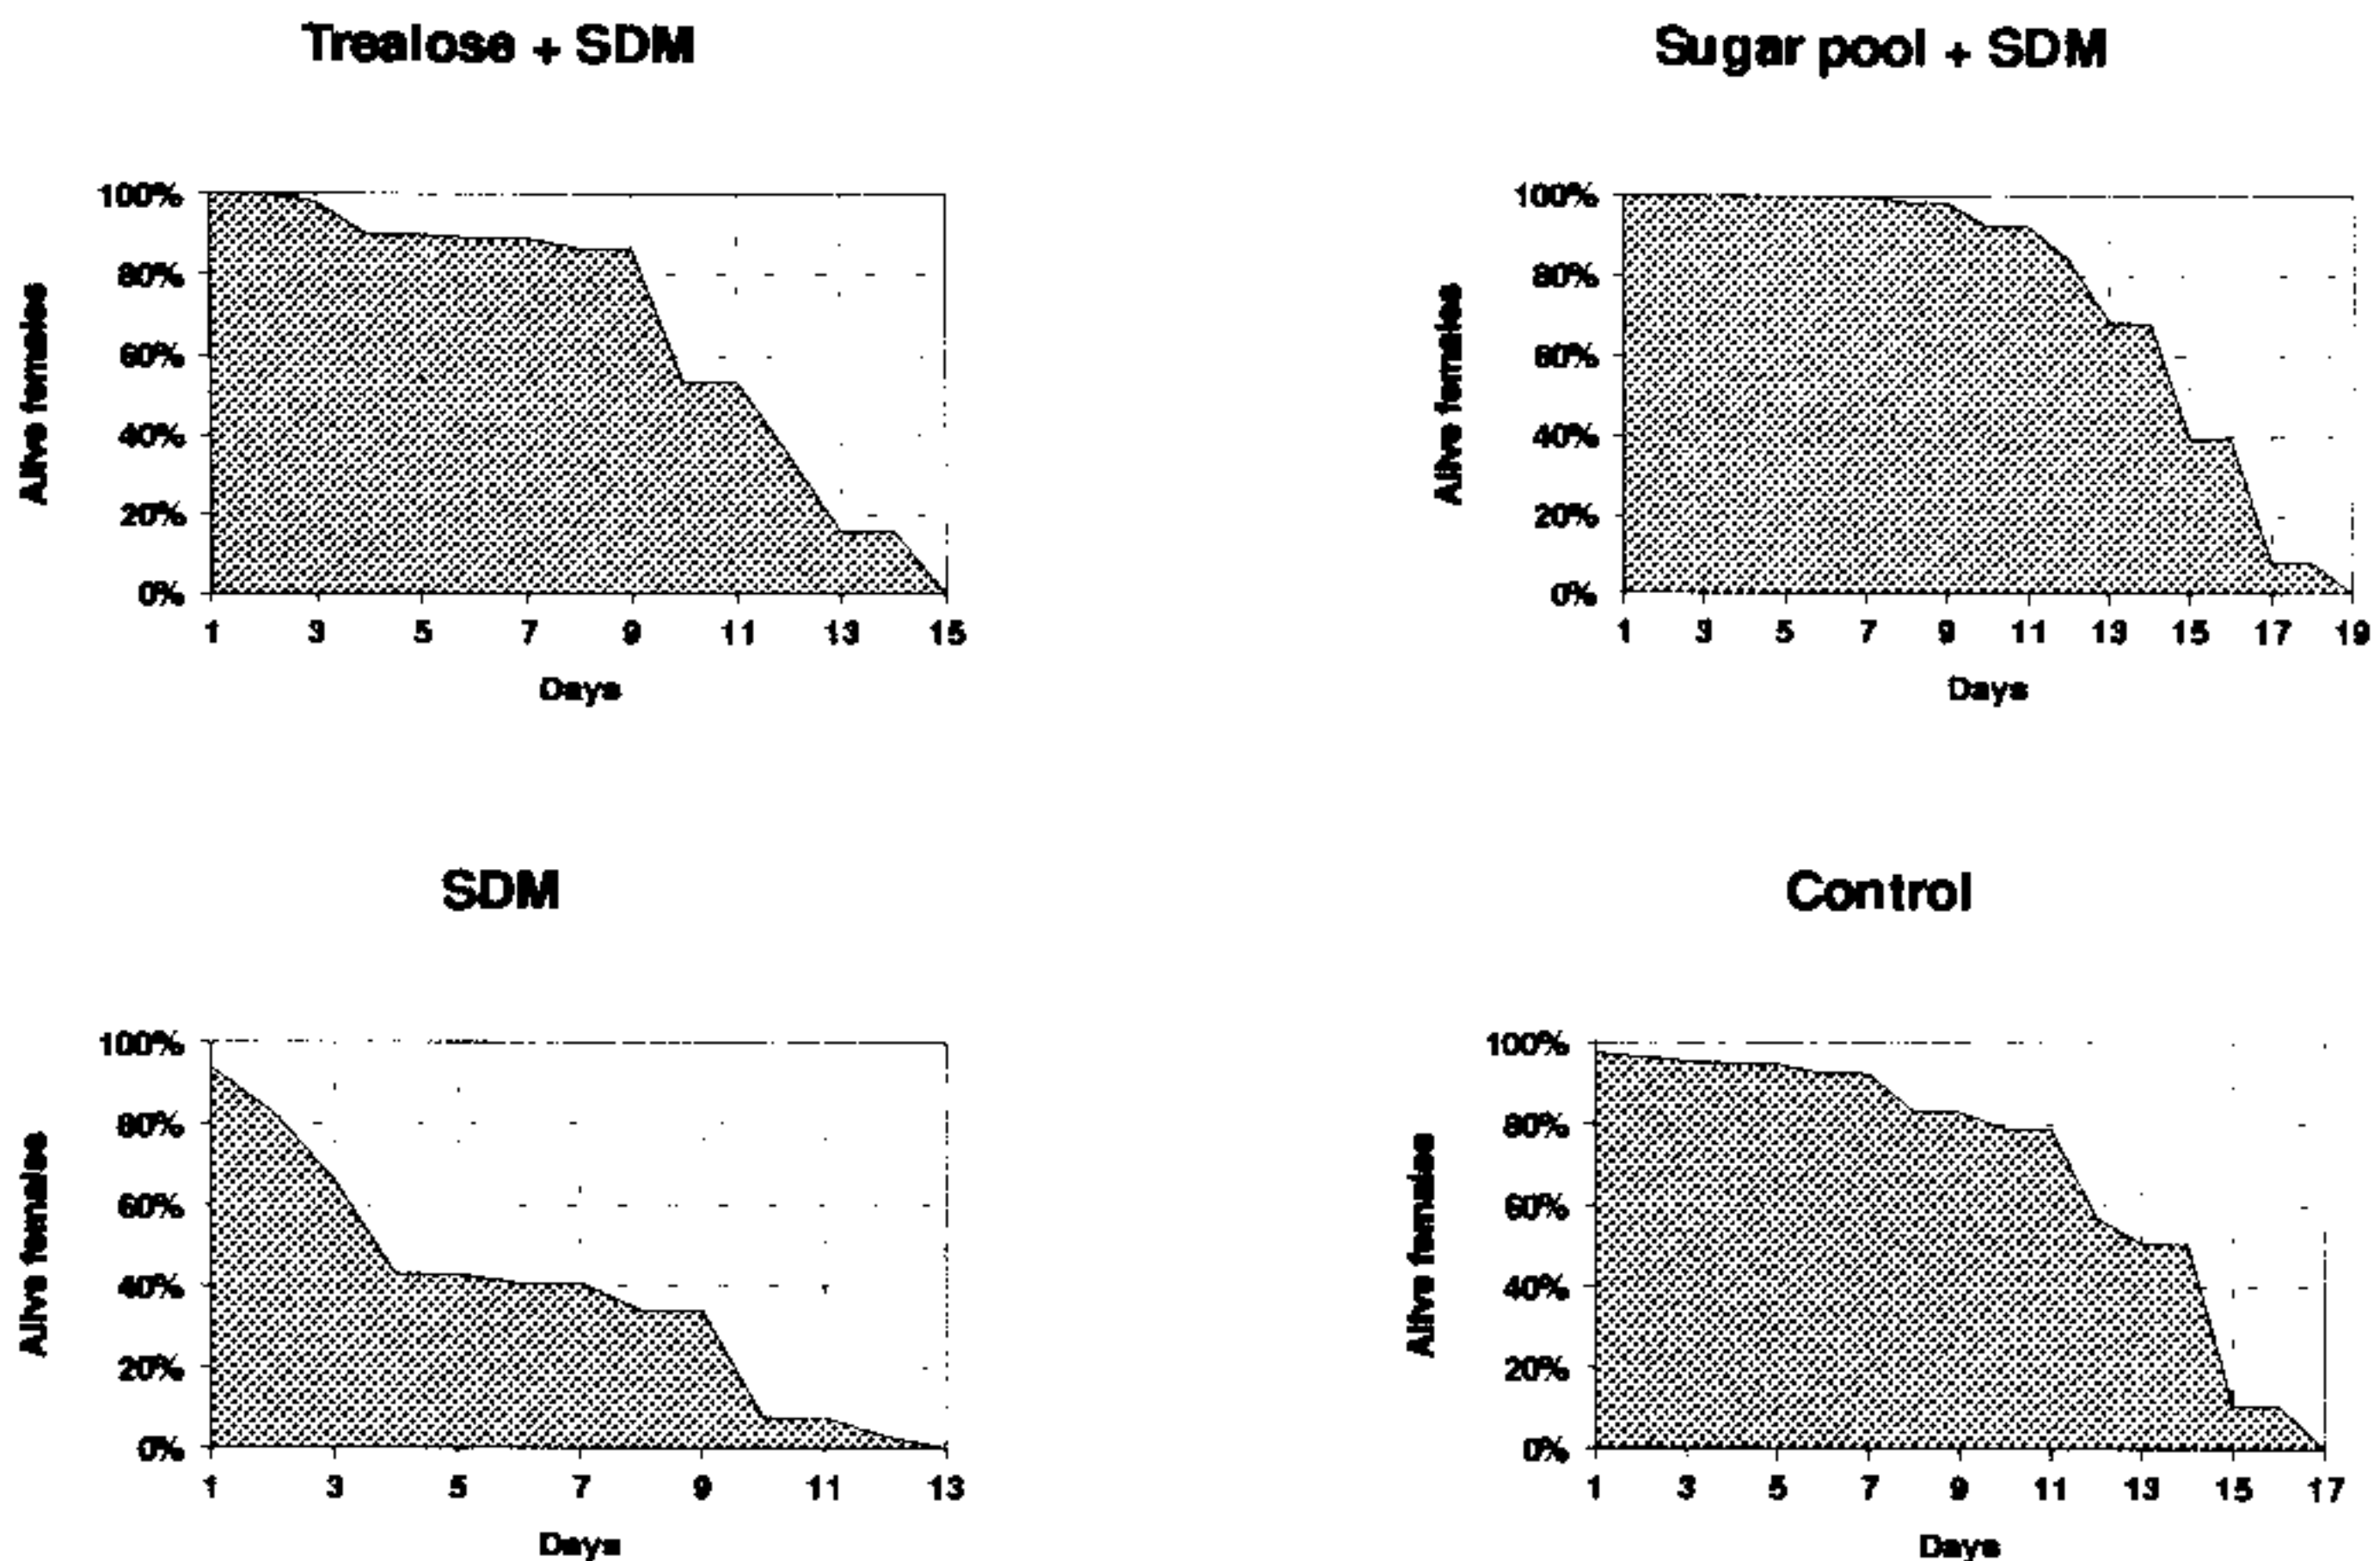 Trealose + SDM
Alive females
100%
80%
60%
40%
20%
0%
1 3 5 7 9 11 13 15
Days
Sugar pool + SDM
Alive females
100%
80%
60%
40%
20%
0%
1 3 5 7 9 11 13 15 17 19
Days
SDM
Alive females
100%
80%
60%
40%
20%
0%
1 3 5 7 9 11 13
Days
Control
Alive females
100%
80%
60%
40%
20%
0%
1 3 5 7 9 11 13 15 17
Days